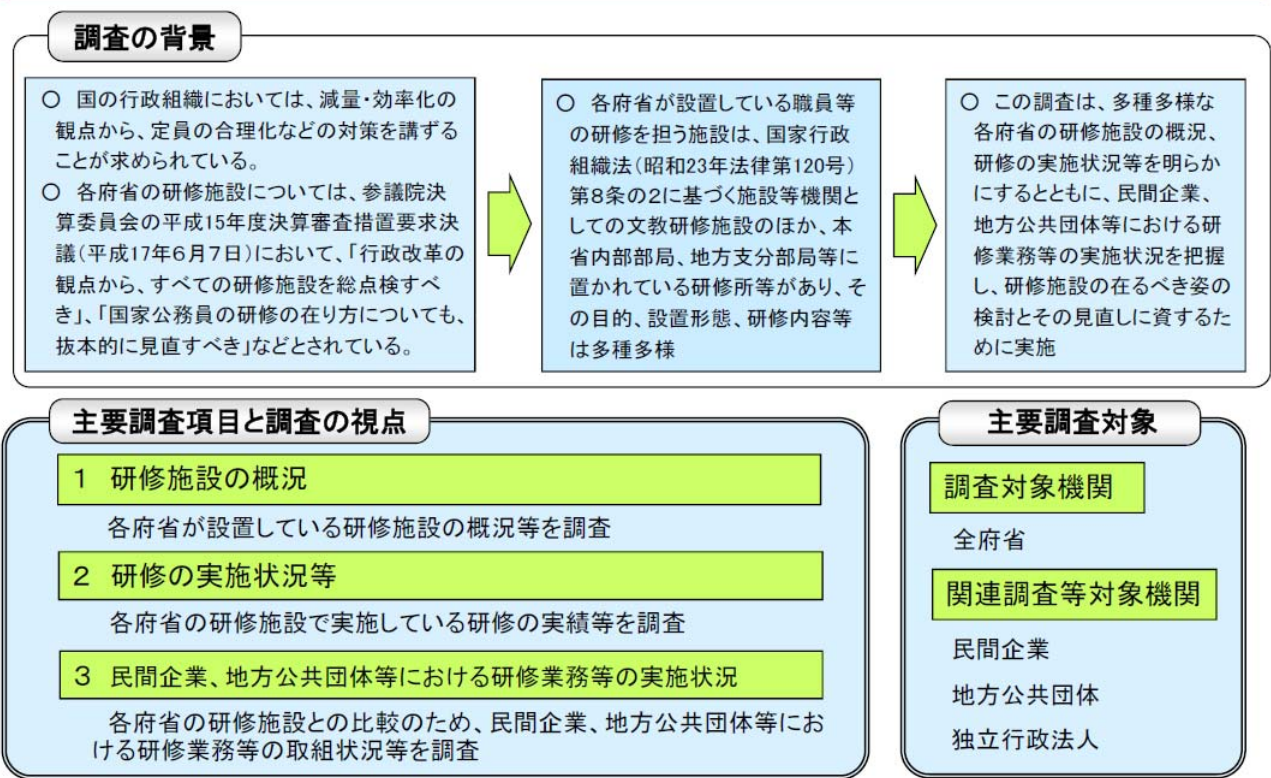 調査の背景
○ 国の行政組織においては、減量・効率化の
観点から、定員の合理化などの対策を講ずる
ことが求められている。
○ 各府省の研修施設については、参議院決
算委員会の平成15年度決算審査措置要求決
議(平成17年6月7日)において、「行政改革の
観点から、すべての研修施設を総点検すべ
き」、「国家公務員の研修の在り方についても、
抜本的に見直すべき」などとされている。
○ 各府省が設置している職員等
の研修を担う施設は、国家行政
組織法(昭和23年法律第120号)
第8条の2に基づく施設等機関と
しての文教研修施設のほか、本
省内部部局、地方支分部局等に
置かれている研修所等があり、そ
の目的、設置形態、研修内容等
は多種多様
○ この調査は、多種多様な
各府省の研修施設の概況、
研修の実施状況等を明らか
にするとともに、民間企業、
地方公共団体等における研
修業務等の実施状況を把握
し、研修施設の在るべき姿の
検討とその見直しに資するた
めに実施
主要調査項目と調査の視点
1 研修施設の概況
各府省が設置している研修施設の概況等を調査
2 研修の実施状況等
各府省の研修施設で実施している研修の実績等を調査
3 民間企業、地方公共団体等における研修業務等の実施状況
各府省の研修施設との比較のため、民間企業、地方公共団体等にお
ける研修業務等の取組状況等を調査
主要調査対象
調査対象機関
全府省
関連調査等対象機関
民間企業
地方公共団体
独立行政法人